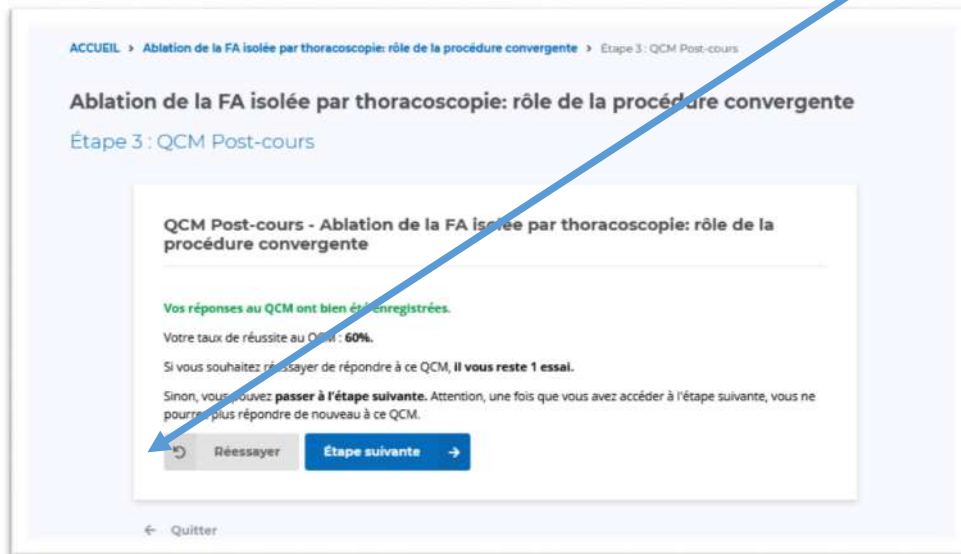 ACCUEIL > Ablation de la FA isolée par thoracoscopie: rôle de la procédure convergente > Étape 3 : QCM Post-cours
Ablation de la FA isolée par thoracoscopie: rôle de la procédure convergente
Étape 3 : QCM Post-cours
QCM Post-cours - Ablation de la FA isolée par thoracoscopie: rôle de la
procédure convergente
Vos réponses au QCM ont bien été enregistrées.
Votre taux de réussite au QCM : 60%.
Si vous souhaitez réessayer de répondre à ce QCM, il vous reste 1 essai.
Sinon, vous pouvez passer à l'étape suivante. Attention, une fois que vous avez accéder à l'étape suivante, vous ne
pourrez plus répondre de nouveau à ce QCM.
Réessayer Étape suivante →
← Quitter